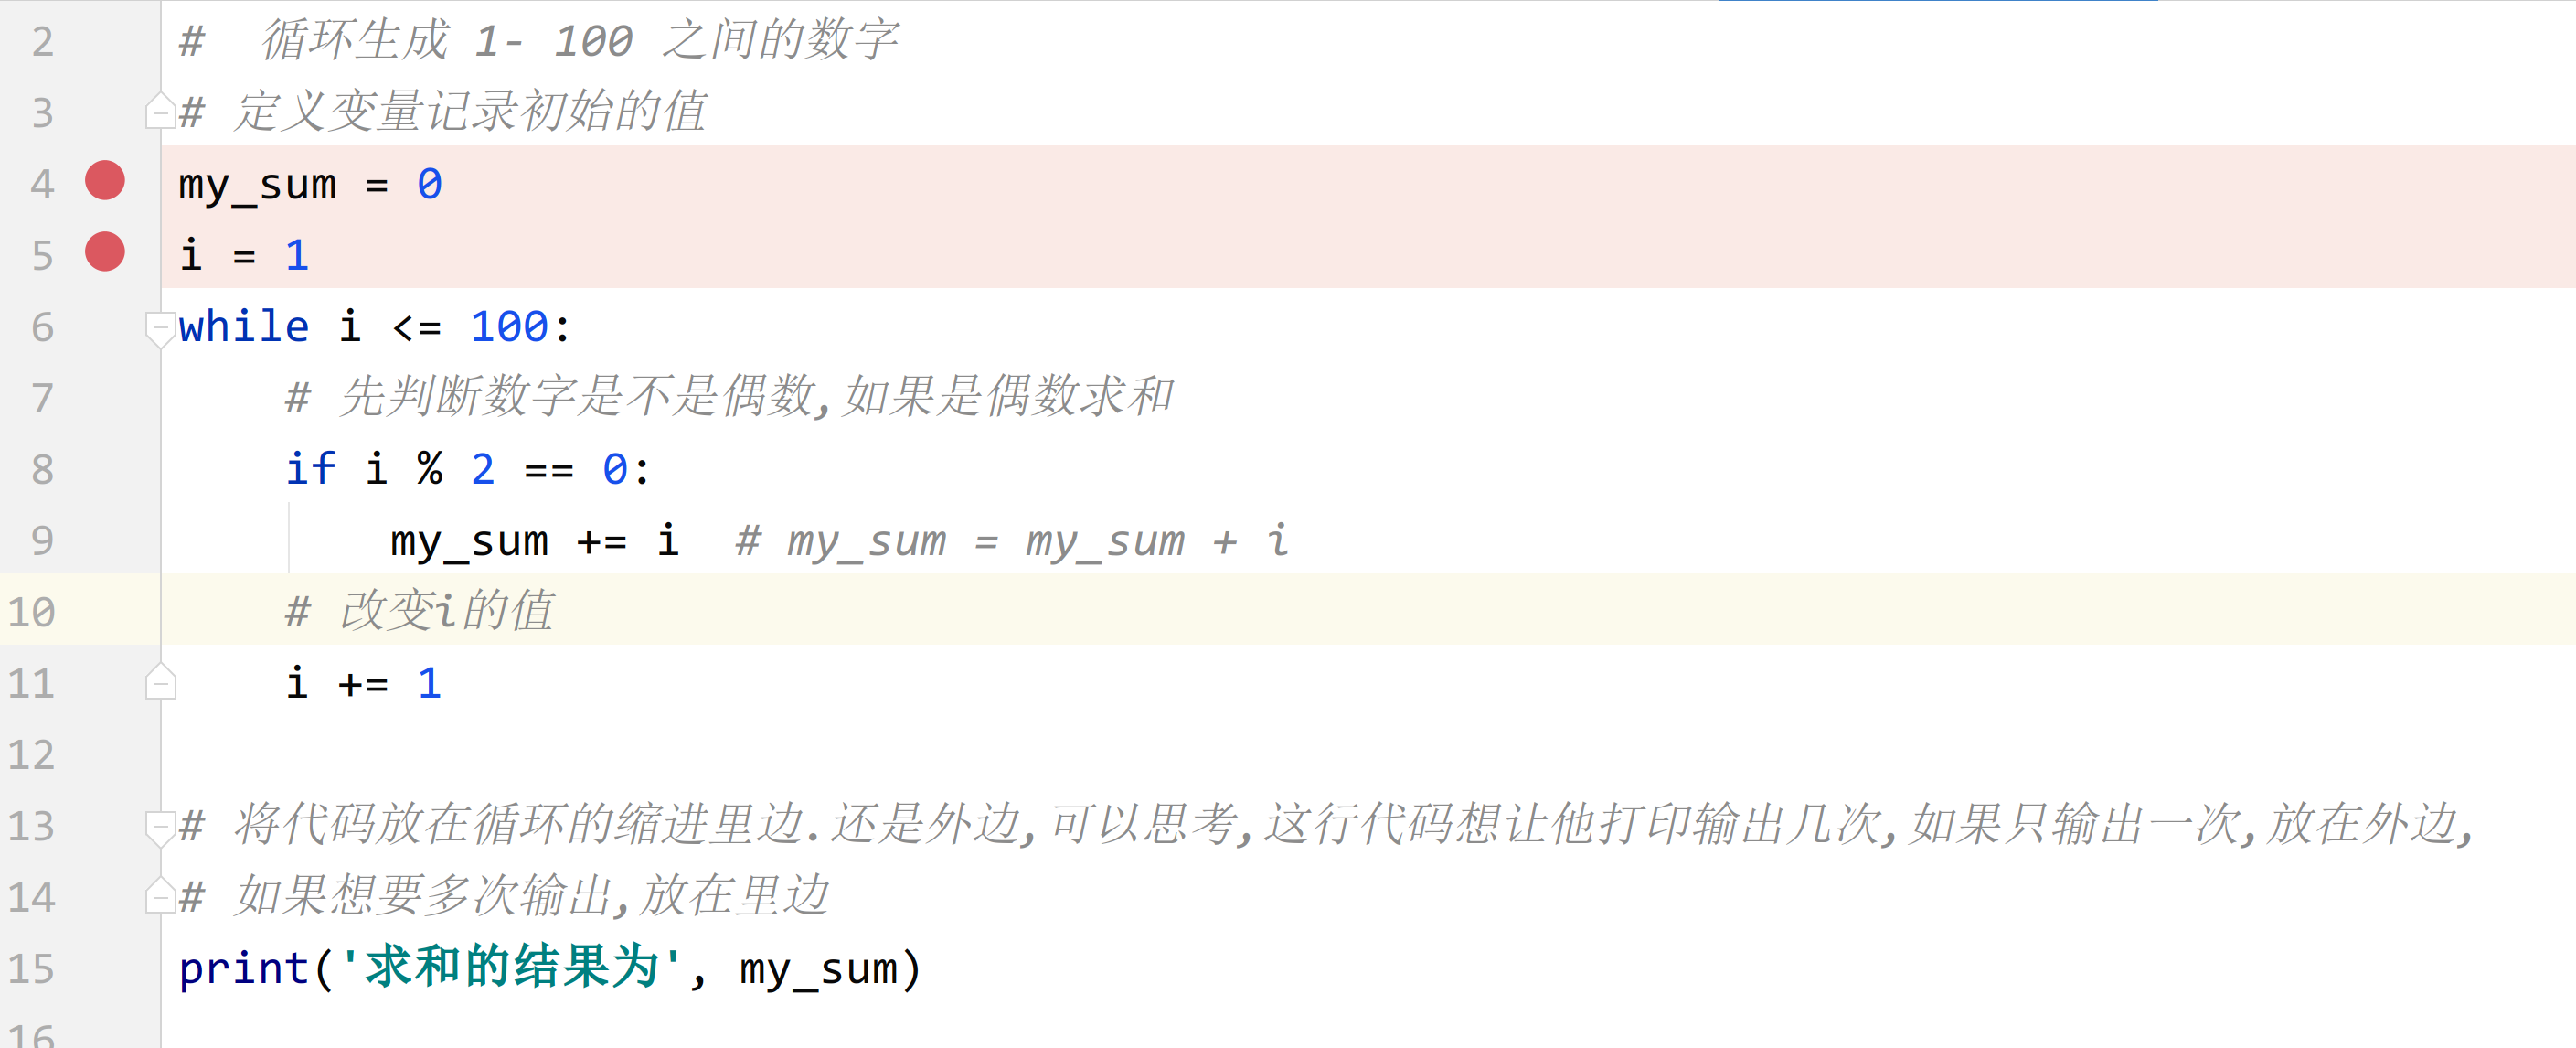 2 #  循环生成 1- 100 之间的数字
3 # 定义变量记录初始的值
4 my_sum = 0
5 i = 1
6 while i <= 100:
7     # 先判断数字是不是偶数,如果是偶数求和
8     if i % 2 == 0:
9         my_sum += i  # my_sum = my_sum + i
10     # 改变i的值
11     i += 1
12
13 # 将代码放在循环的缩进里边.还是外边,可以思考,这行代码想让他打印输出几次,如果只输出一次,放在外边,
14 # 如果想要多次输出,放在里边
15 print('求和的结果为', my_sum)
16